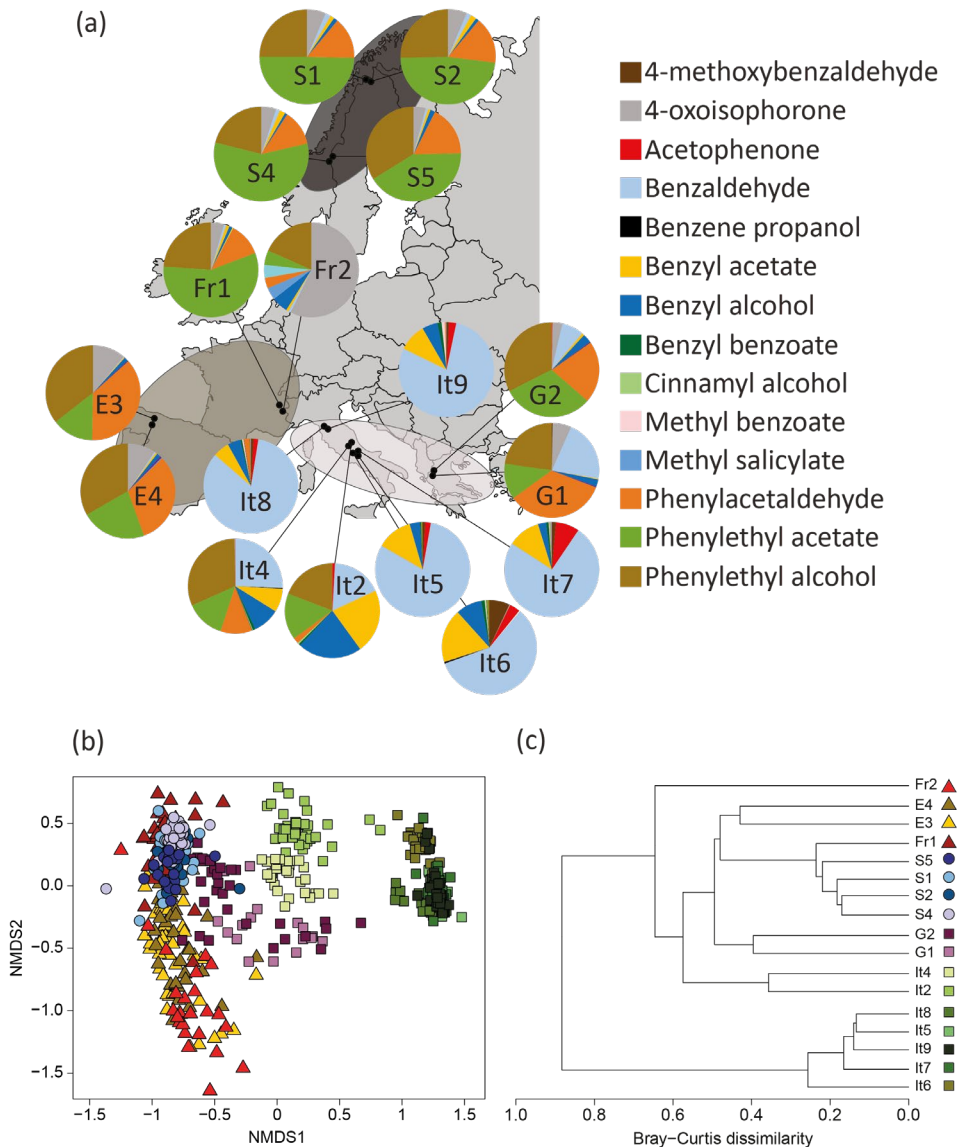 (a)
S1
S2
S4
S5
Fr1
Fr2
It9
G2
E3
E4
It8
G1
It4
It2
It5
It7
It6
4-methoxybenzaldehyde
4-oxoisophorone
Acetophenone
Benzaldehyde
Benzene propanol
Benzyl acetate
Benzyl alcohol
Benzyl benzoate
Cinnamyl alcohol
Methyl benzoate
Methyl salicylate
Phenylacetaldehyde
Phenylethyl acetate
Phenylethyl alcohol
(b)
NMDS2
0.5
0.0
−0.5
−1.0
−1.5
−1.5
−1
−0.5
0
0.5
1
1.5
NMDS1
(c)
Fr2
E4
E3
Fr1
S5
S1
S2
S4
G2
G1
It4
It2
It8
It5
It9
It7
It6
1.0
0.8
0.6
0.4
0.2
0.0
Bray−Curtis dissimilarity